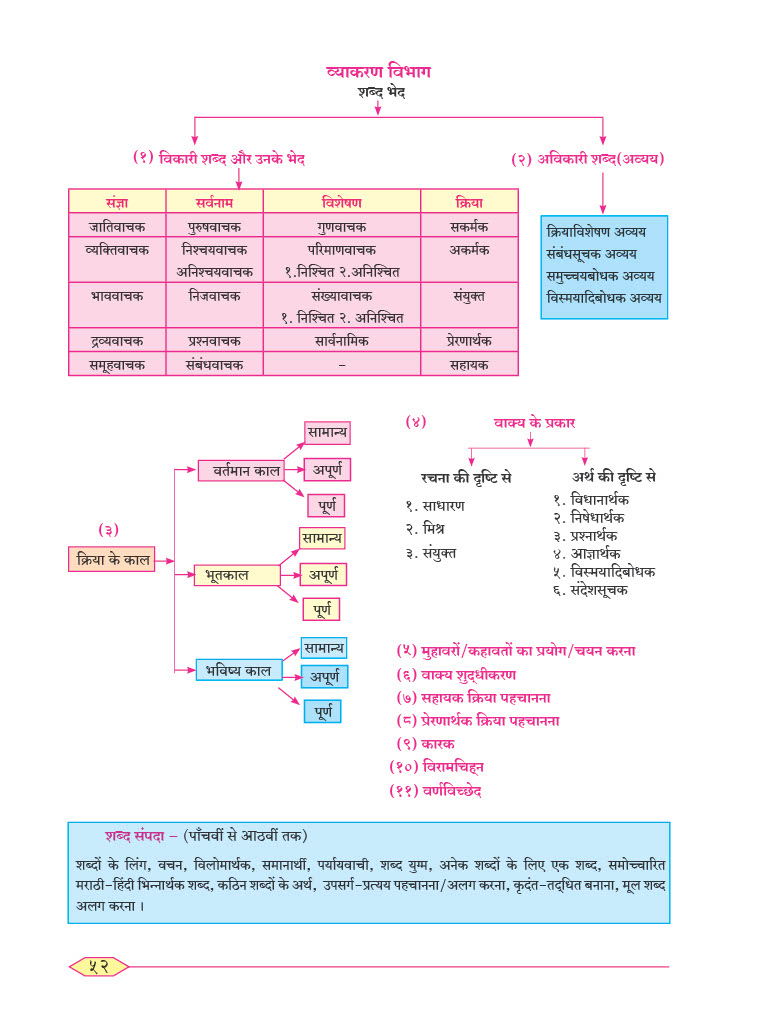 व्याकरण विभाग
शब्द भेद
(१) विकारी शब्द और उनके भेद
(२) अविकारी शब्द(अव्यय)
संज्ञा सर्वनाम विशेषण क्रिया
जातिवाचक पुरुषवाचक गुणवाचक सकर्मक
व्यक्तिवाचक निश्चयवाचक परिमाणवाचक अकर्मक
अनिश्चयवाचक १.निश्चित २.अनिश्चित
भाववाचक निजवाचक संख्यावाचक संयुक्त
१. निश्चित २. अनिश्चित
द्रव्यवाचक प्रश्नवाचक सार्वनामिक प्रेरणार्थक
समूहवाचक संबंधवाचक – सहायक
क्रियाविशेषण अव्यय
संबंधसूचक अव्यय
समुच्चयबोधक अव्यय
विस्मयादिबोधक अव्यय
(३)
क्रिया के काल
वर्तमान काल
सामान्य
अपूर्ण
पूर्ण
भूतकाल
सामान्य
अपूर्ण
पूर्ण
भविष्य काल
सामान्य
अपूर्ण
पूर्ण
(४) वाक्य के प्रकार
रचना की दृष्टि से
१. साधारण
२. मिश्र
३. संयुक्त
अर्थ की दृष्टि से
१. विधानार्थक
२. निषेधार्थक
३. प्रश्नार्थक
४. आज्ञार्थक
५. विस्मयादिबोधक
६. संदेशसूचक
(५) मुहावरों/कहावतों का प्रयोग/चयन करना
(६) वाक्य शुद्धीकरण
(७) सहायक क्रिया पहचानना
(८) प्रेरणार्थक क्रिया पहचानना
(९) कारक
(१०) विरामचिह्न
(११) वर्णविच्छेद
शब्द संपदा – (पाँचवीं से आठवीं तक)
शब्दों के लिंग, वचन, विलोमार्थक, समानार्थी, पर्यायवाची, शब्द युग्म, अनेक शब्दों के लिए एक शब्द, समोच्चारित
मराठी-हिंदी भिन्नार्थक शब्द, कठिन शब्दों के अर्थ, उपसर्ग-प्रत्यय पहचानना/अलग करना, कृदंत-तद्धित बनाना, मूल शब्द
अलग करना ।
५२